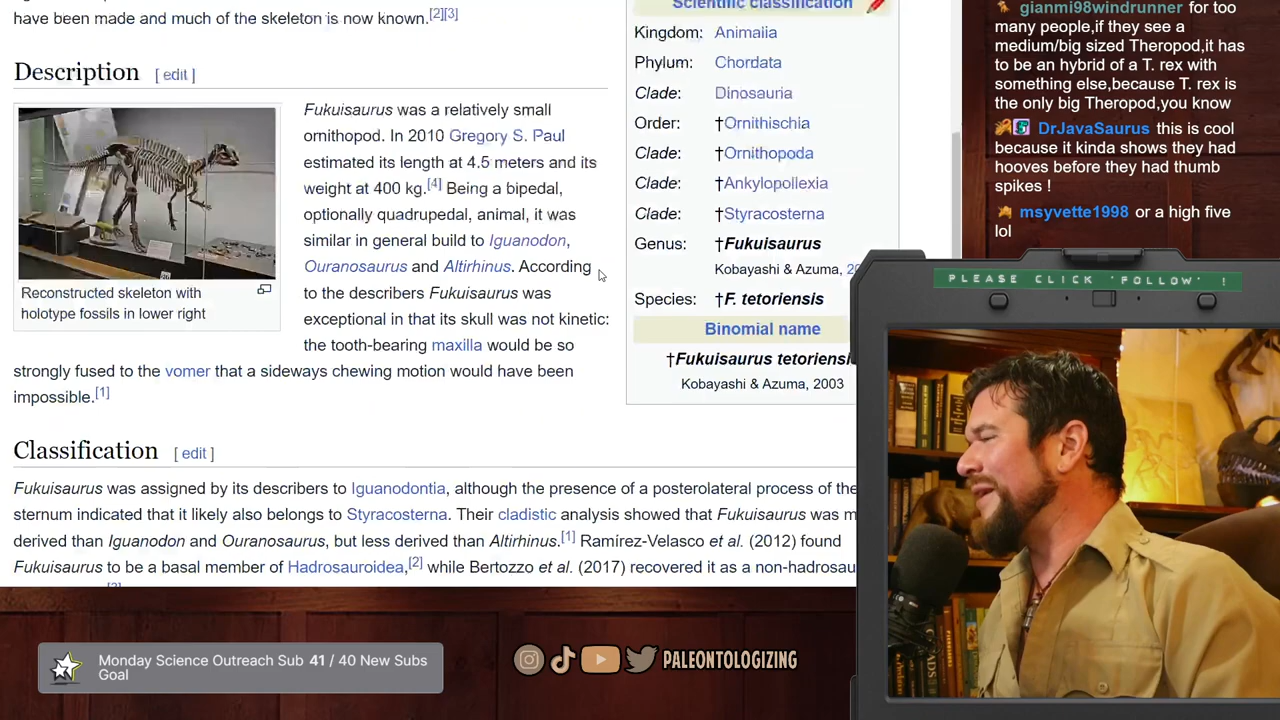 have been made and much of the skeleton is now known.[2][3]
Description [ edit ]
Reconstructed skeleton with
holotype fossils in lower right
Fukuisaurus was a relatively small
ornithopod. In 2010 Gregory S. Paul
estimated its length at 4.5 meters and its
weight at 400 kg.[4] Being a bipedal,
optionally quadrupedal, animal, it was
similar in general build to Iguanodon,
Ouranosaurus and Altirhinus. According
to the describers Fukuisaurus was
exceptional in that its skull was not kinetic:
the tooth-bearing maxilla would be so
strongly fused to the vomer that a sideways chewing motion would have been
impossible.[1]
Classification [ edit ]
Fukuisaurus was assigned by its describers to Iguanodontia, although the presence of a posterolateral process of the
sternum indicated that it likely also belongs to Styracosterna. Their cladistic analysis showed that Fukuisaurus was m
derived than Iguanodon and Ouranosaurus, but less derived than Altirhinus.[1] Ramírez-Velasco et al. (2012) found
Fukuisaurus to be a basal member of Hadrosauroidea,[2] while Bertozzo et al. (2017) recovered it as a non-hadrosau
Scientific classification
Kingdom: Animalia
Phylum: Chordata
Clade: Dinosauria
Order: †Ornithischia
Clade: †Ornithopoda
Clade: †Ankylopollexia
Clade: †Styracosterna
Genus: †Fukuisaurus
Kobayashi & Azuma, 20
Species: †F. tetoriensis
Binomial name
†Fukuisaurus tetoriensi
Kobayashi & Azuma, 2003
gianmi98windrunner for too
many people,if they see a
medium/big sized Theropod,it has
to be an hybrid of a T. rex with
something else,because T. rex is
the only big Theropod,you know
DrJavaSaurus this is cool
because it kinda shows they had
hooves before they had thumb
spikes !
msyvette1998 or a high five
lol
PLEASE CLICK 'FOLLOW' !
Monday Science Outreach Sub 41 / 40 New Subs
Goal
PALEONTOLOGIZING